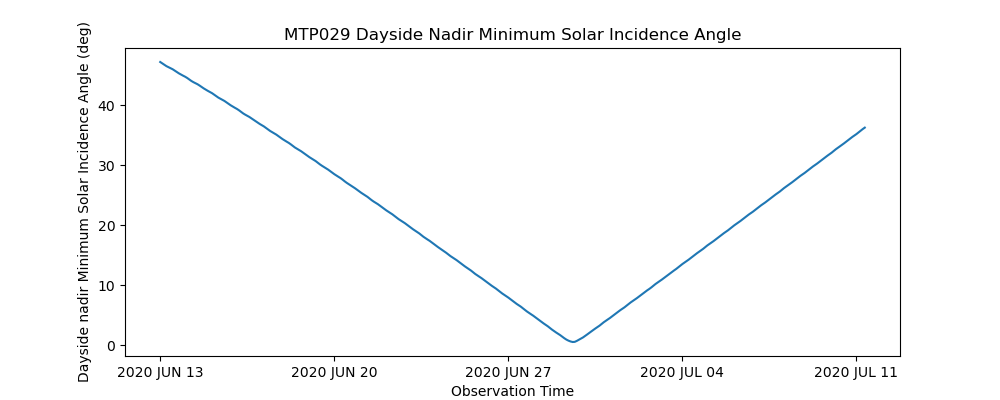 MTP029 Dayside Nadir Minimum Solar Incidence Angle
Dayside nadir Minimum Solar Incidence Angle (deg)
40
30
20
10
0
2020 JUN 13
2020 JUN 20
2020 JUN 27
2020 JUL 04
2020 JUL 11
Observation Time